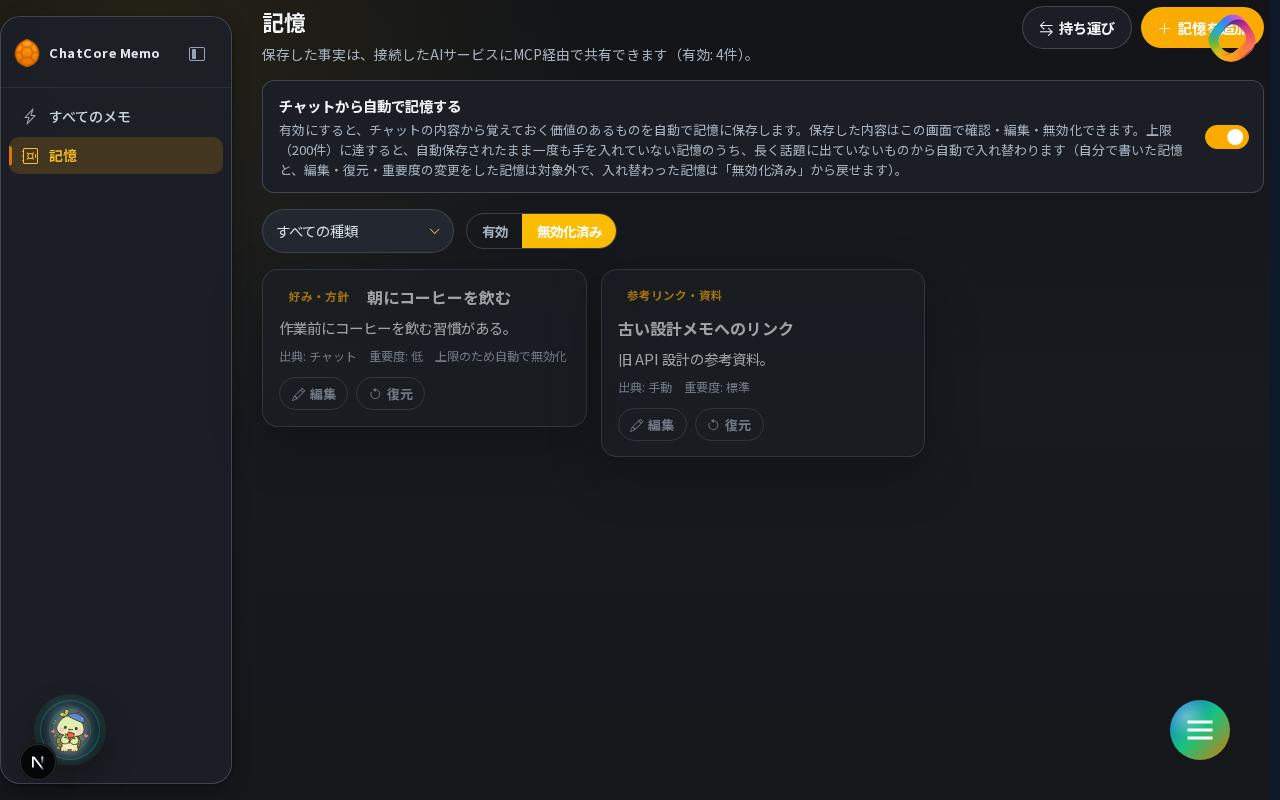 ChatCore Memo
すべてのメモ
記憶
記憶
保存した事実は、接続したAIサービスにMCP経由で共有できます（有効: 4件）。
持ち運び
記憶を追加
チャットから自動で記憶する
有効にすると、チャットの内容から覚えておく価値のあるものを自動で記憶に保存します。保存した内容はこの画面で確認・編集・無効化できます。上限
（200件）に達すると、自動保存されたまま一度も手を入れていない記憶のうち、長く話題に出ていないものから自動で入れ替わります（自分で書いた記憶
と、編集・復元・重要度の変更をした記憶は対象外で、入れ替わった記憶は「無効化済み」から戻せます）。
すべての種類
有効
無効化済み
好み・方針
朝にコーヒーを飲む
作業前にコーヒーを飲む習慣がある。
出典: チャット 重要度: 低 上限のため自動で無効化
編集
復元
参考リンク・資料
古い設計メモへのリンク
旧 API 設計の参考資料。
出典: 手動 重要度: 標準
編集
復元
N